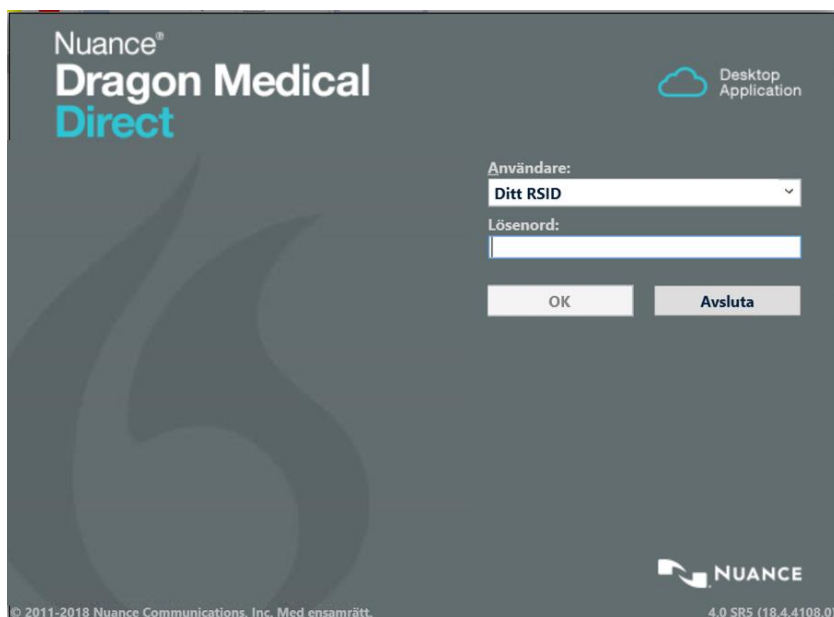 Nuance®
Dragon Medical
Direct
Desktop
Application
Användare:
Ditt RSID
Lösenord:
OK
Avsluta
NUANCE
© 2011-2018 Nuance Communications, Inc. Med ensamrätt.
4.0 SR5 (18.4.4108.0)